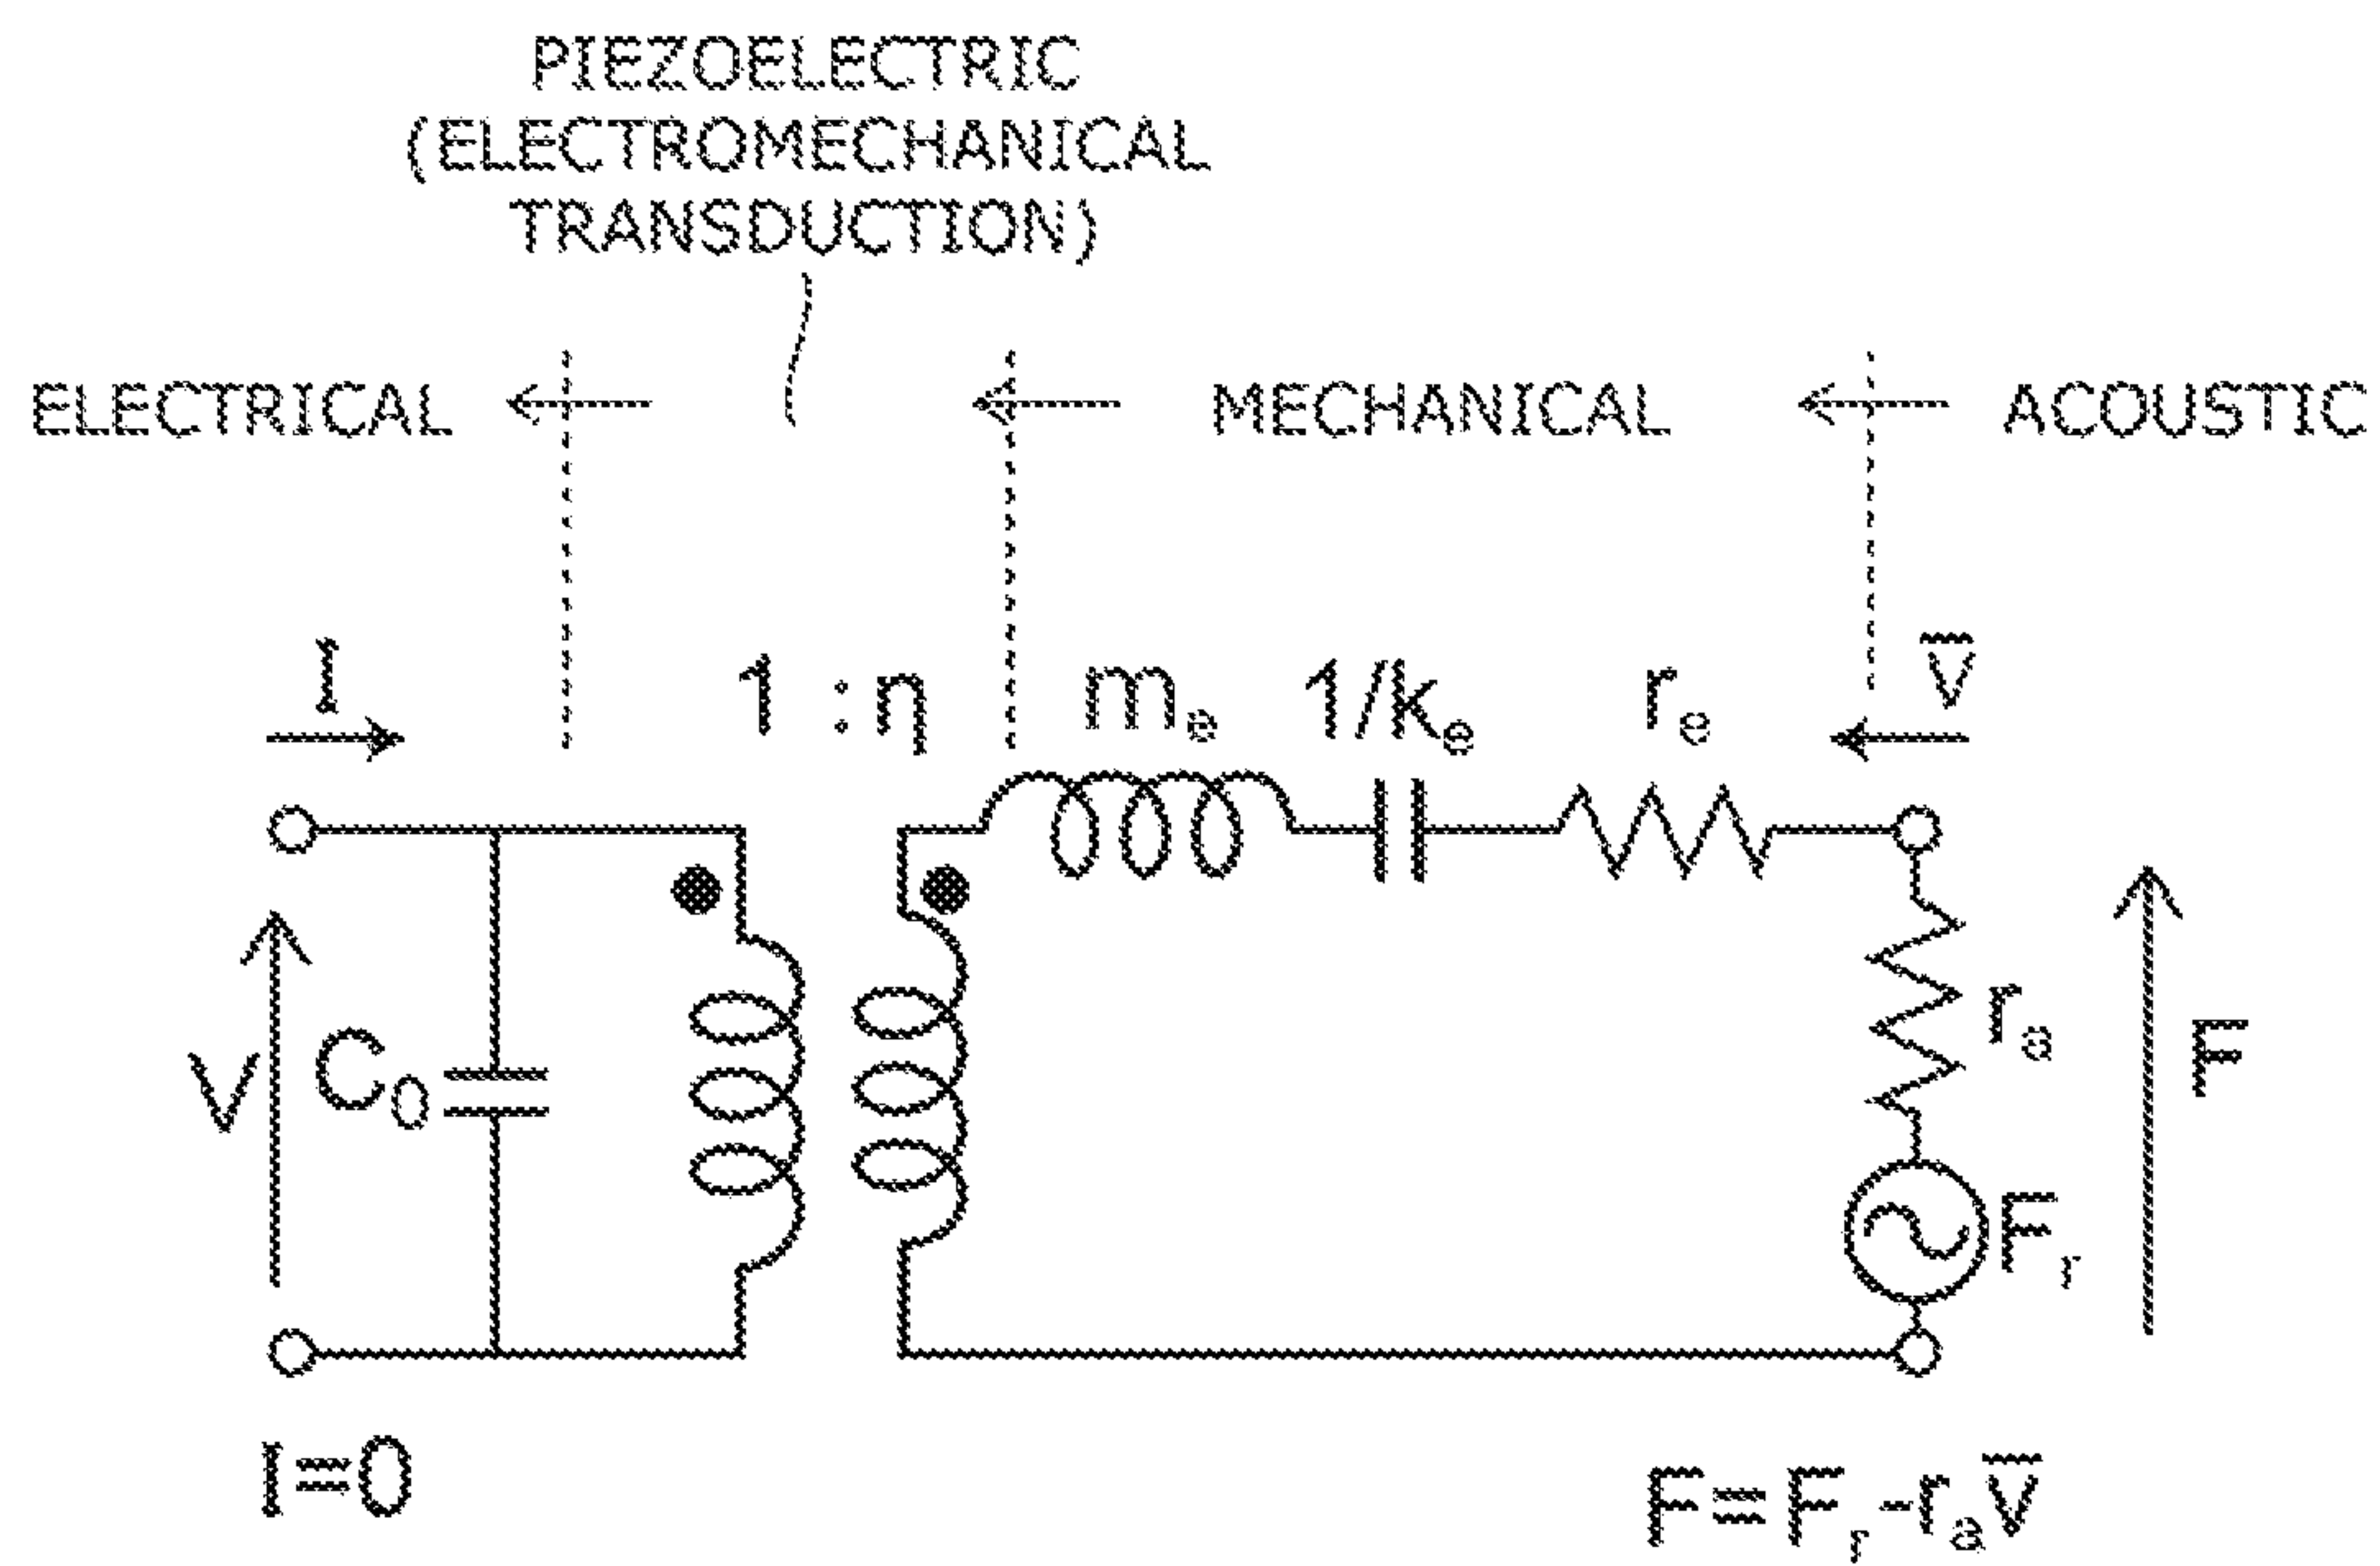 PIEZOELECTRIC
(ELECTROMECHANICAL
TRANSDUCTION)
ELECTRICAL MECHANICAL ACOUSTIC
I 1 : η mₑ 1/kₑ rₑ v̅
V C₀ rₐ F
Fᵣ
I=0 F=Fᵣ-rₐv̅